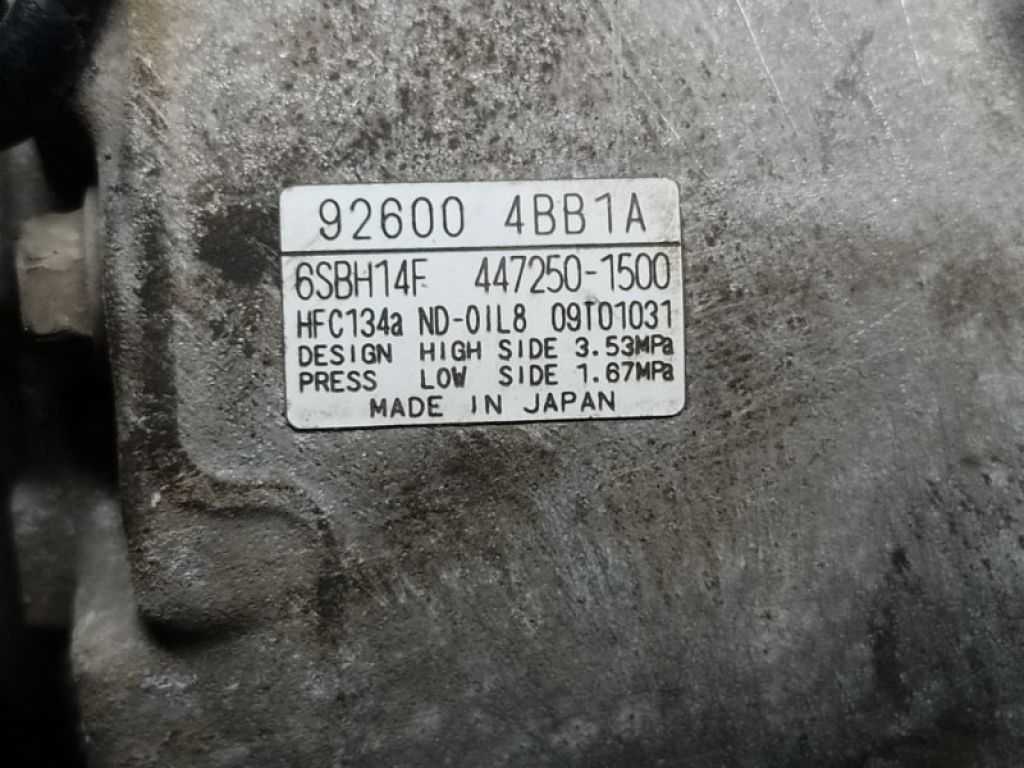 92600 4BB1A
6SBH14F 447250-1500
HFC134a ND-OIL8 09T01031
DESIGN HIGH SIDE 3.53MPa
PRESS LOW SIDE 1.67MPa
MADE IN JAPAN